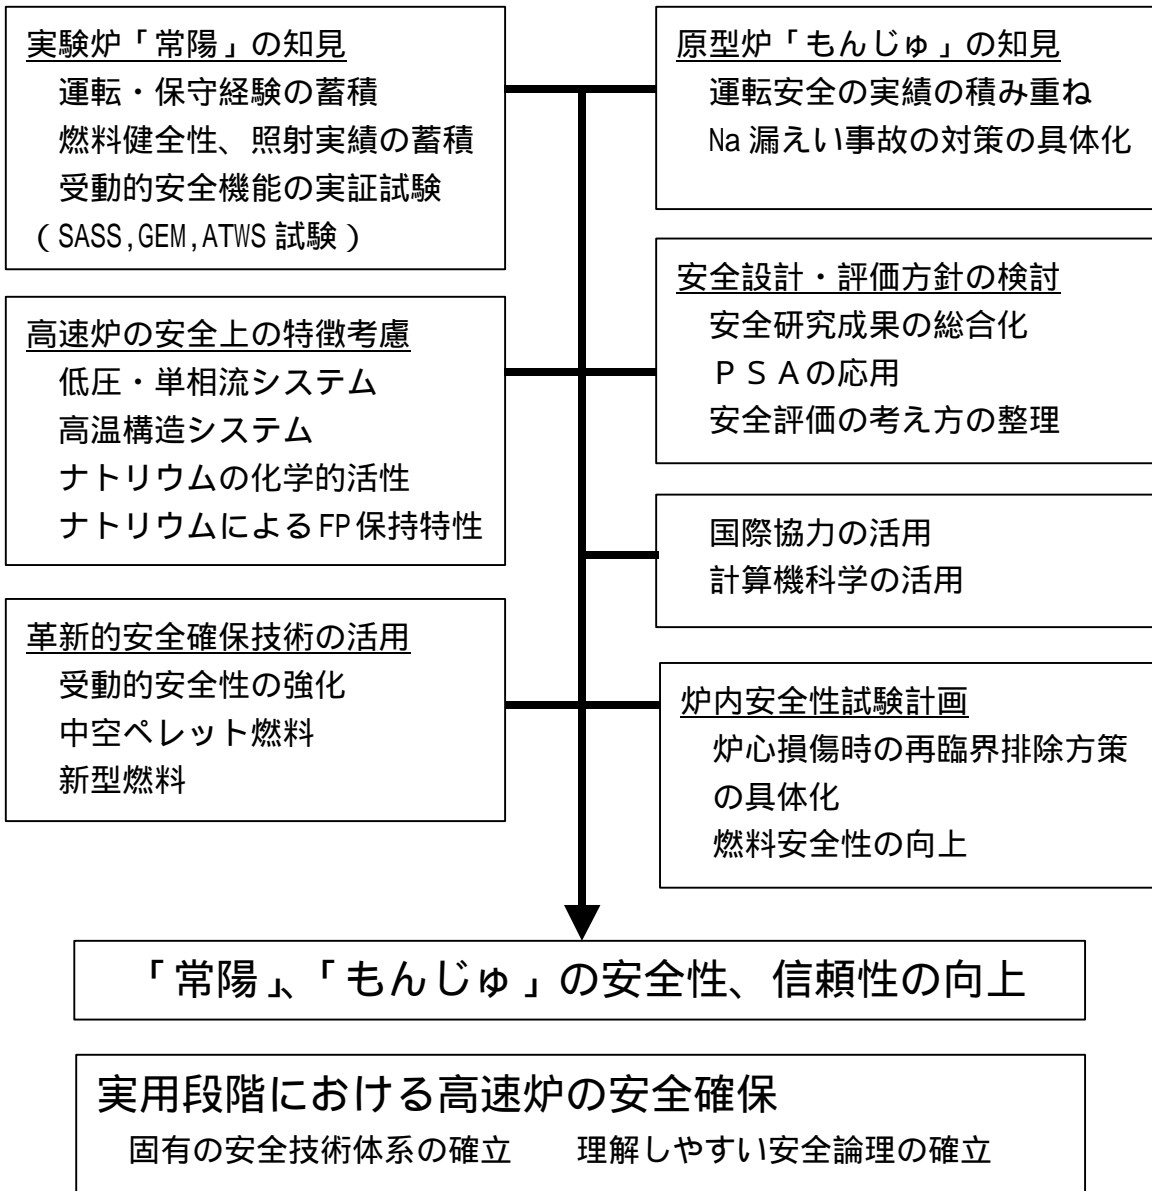 実験炉「常陽」の知見
運転・保守経験の蓄積
燃料健全性、照射実績の蓄積
受動的安全機能の実証試験
（SASS,GEM,ATWS 試験）
高速炉の安全上の特徴考慮
低圧・単相流システム
高温構造システム
ナトリウムの化学的活性
ナトリウムによるFP保持特性
革新的安全確保技術の活用
受動的安全性の強化
中空ペレット燃料
新型燃料
原型炉「もんじゅ」の知見
運転安全の実績の積み重ね
Na 漏えい事故の対策の具体化
安全設計・評価方針の検討
安全研究成果の総合化
ＰＳＡの応用
安全評価の考え方の整理
国際協力の活用
計算機科学の活用
炉内安全性試験計画
炉心損傷時の再臨界排除方策
の具体化
燃料安全性の向上
「常陽」、「もんじゅ」の安全性、信頼性の向上
実用段階における高速炉の安全確保
固有の安全技術体系の確立　　理解しやすい安全論理の確立